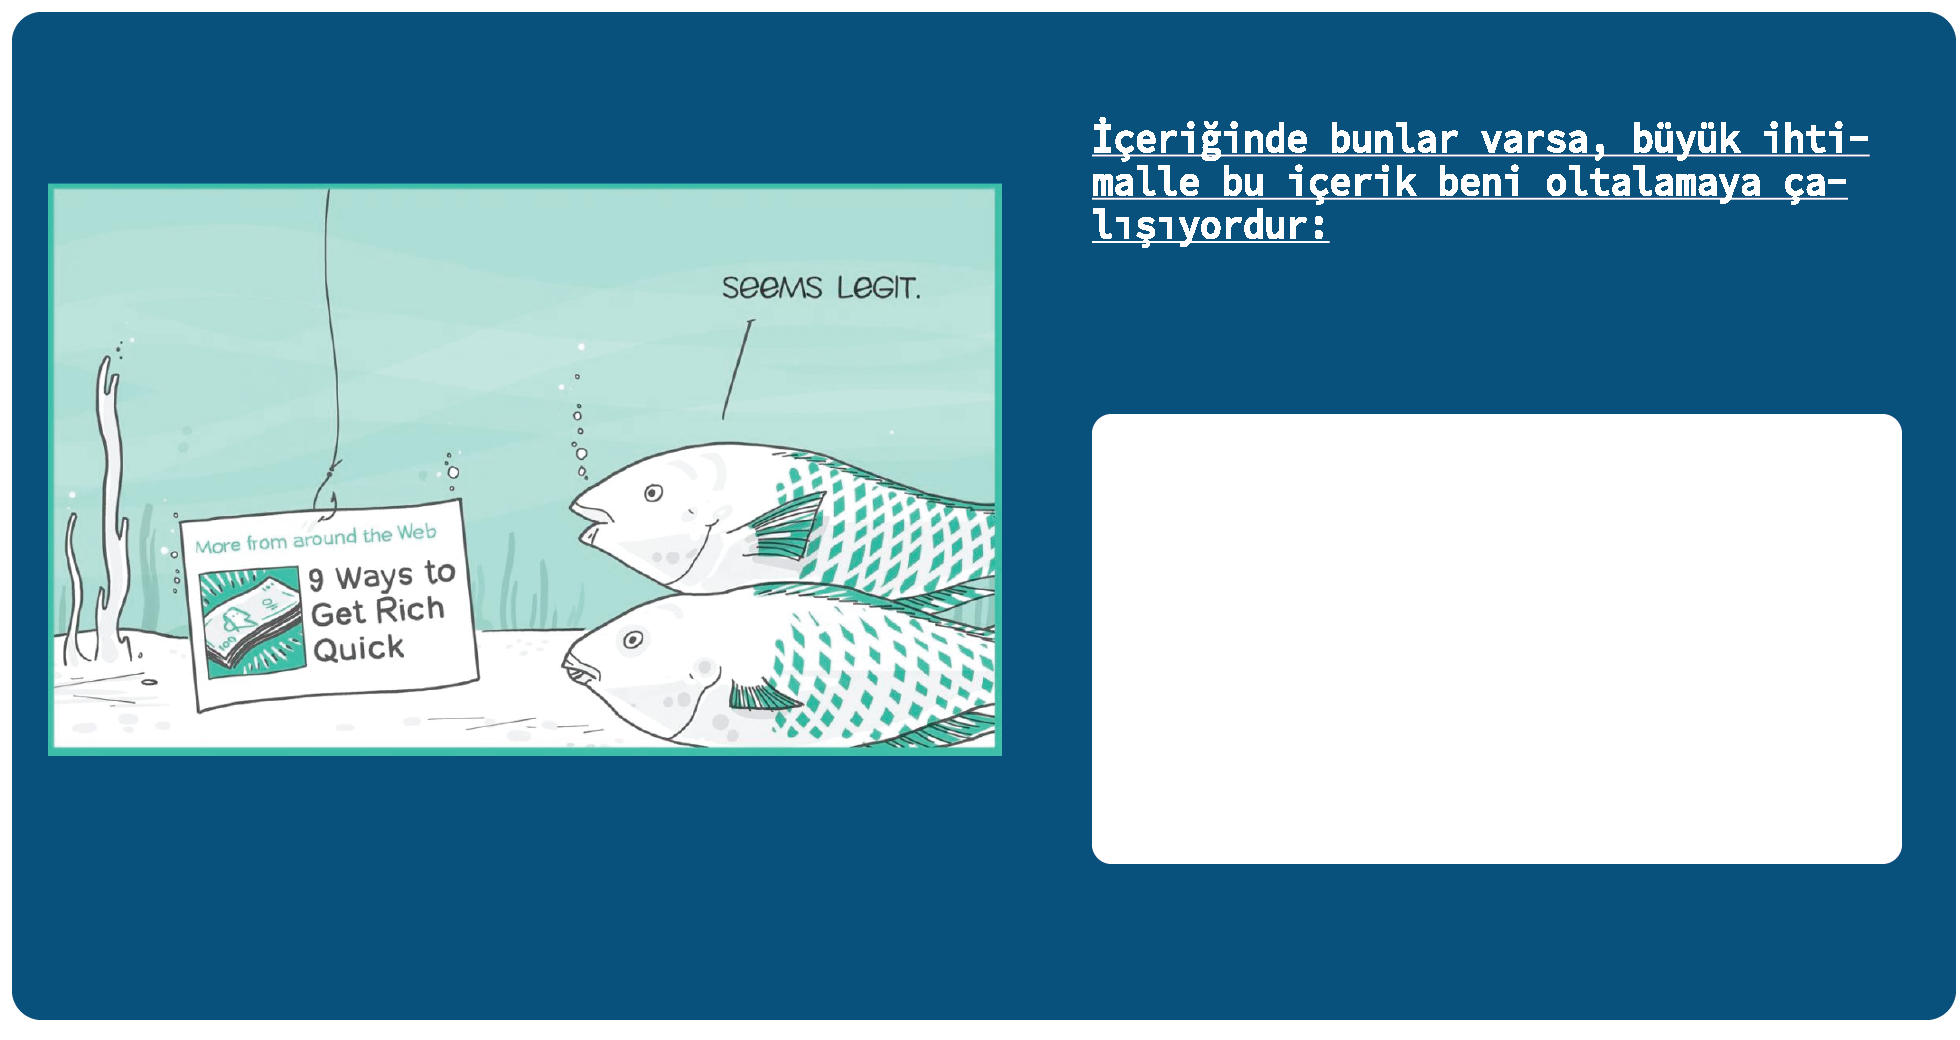 İçeriğinde bunlar varsa, büyük ihti-
malle bu içerik beni oltalamaya ça-
lışıyordur:
SEEMS LEGIT.
More from around the Web
9 Ways to
Get Rich
Quick
100